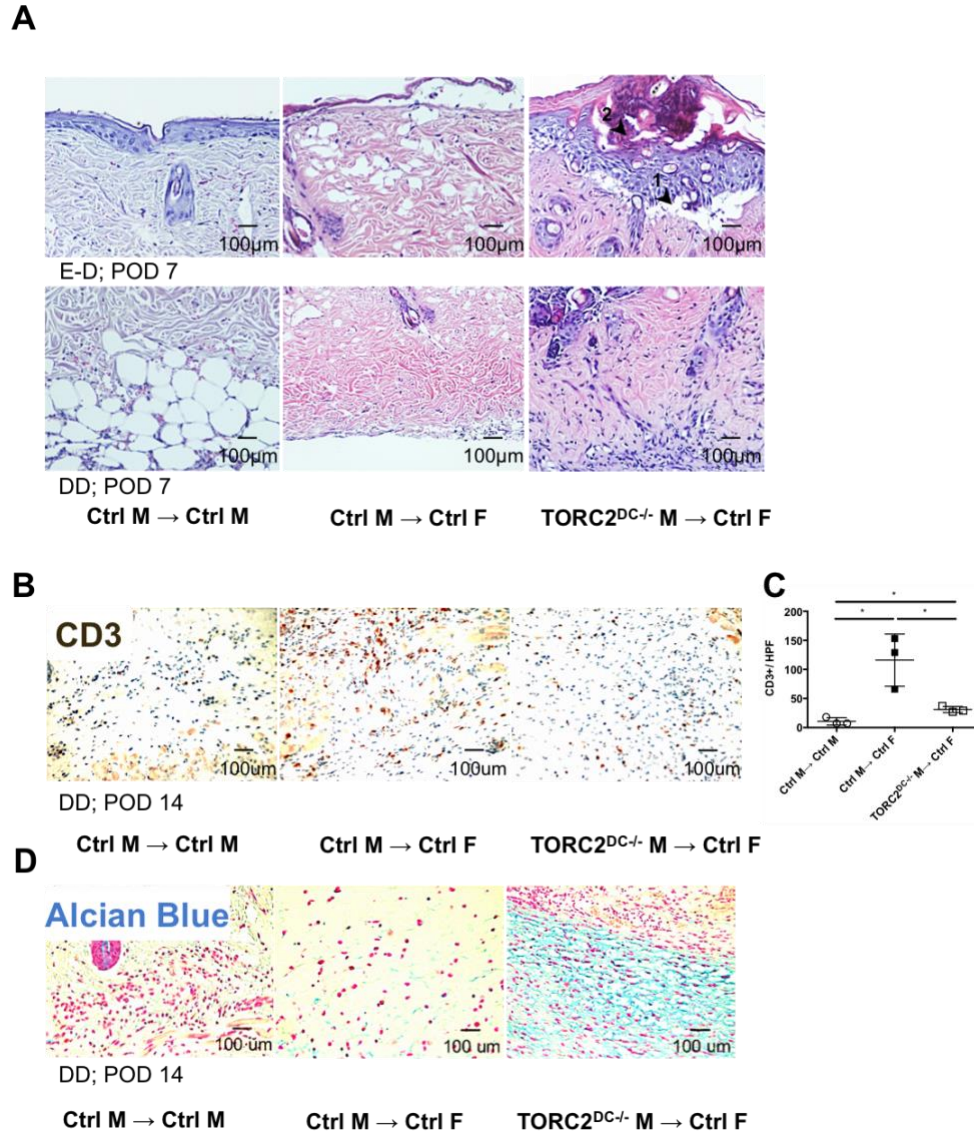 A
2
1
100μm 100μm 100μm
E-D; POD 7
100μm 100μm 100μm
DD; POD 7
Ctrl M → Ctrl M Ctrl M → Ctrl F TORC2DC-/- M → Ctrl F
B
CD3
100um 100um 100um
DD; POD 14
Ctrl M → Ctrl M Ctrl M → Ctrl F TORC2DC-/- M → Ctrl F
C
* 
* *
200
150
100
50
0
CD3+/ HPF
Ctrl M→ Ctrl M
Ctrl M→ Ctrl F
TORC2DC-/- M→ Ctrl F
D
Alcian Blue
100 um 100 um 100 um
DD; POD 14
Ctrl M → Ctrl M Ctrl M → Ctrl F TORC2DC-/- M → Ctrl F